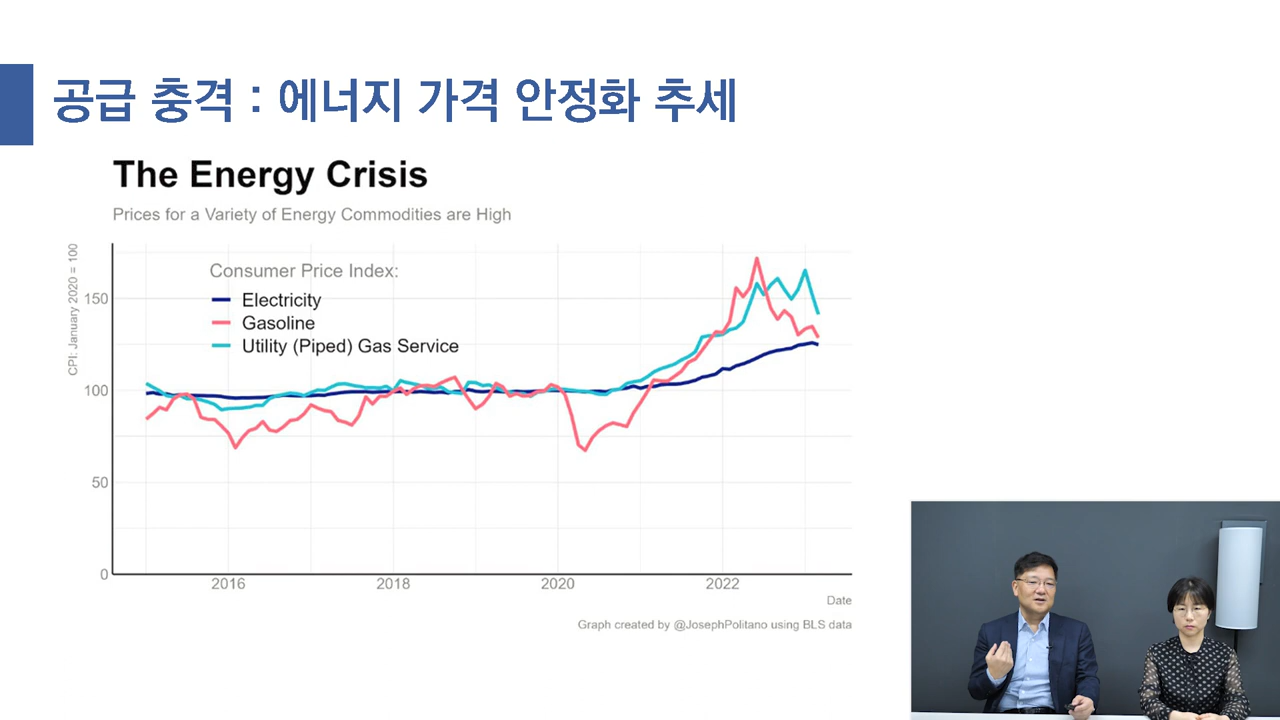 공급 충격 : 에너지 가격 안정화 추세
The Energy Crisis
Prices for a Variety of Energy Commodities are High
CPI: January 2020 = 100
Consumer Price Index:
Electricity
Gasoline
Utility (Piped) Gas Service
150
100
50
0
2016 2018 2020 2022
Date
Graph created by @JosephPolitano using BLS data